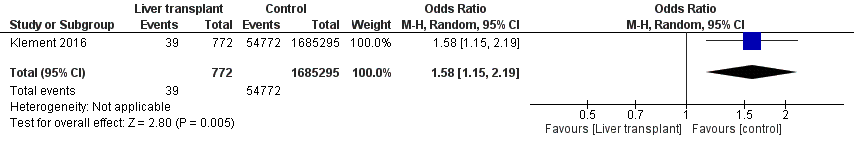 Liver transplant Control Odds Ratio Odds Ratio
Study or Subgroup Events Total Events Total Weight M-H, Random, 95% CI M-H, Random, 95% CI
Klement 2016 39 772 54772 1685295 100.0% 1.58 [1.15, 2.19]
Total (95% CI) 772 1685295 100.0% 1.58 [1.15, 2.19]
Total events 39 54772
Heterogeneity: Not applicable
Test for overall effect: Z = 2.80 (P = 0.005)
0.5 0.7 1 1.5 2
Favours [Liver transplant] Favours [control]